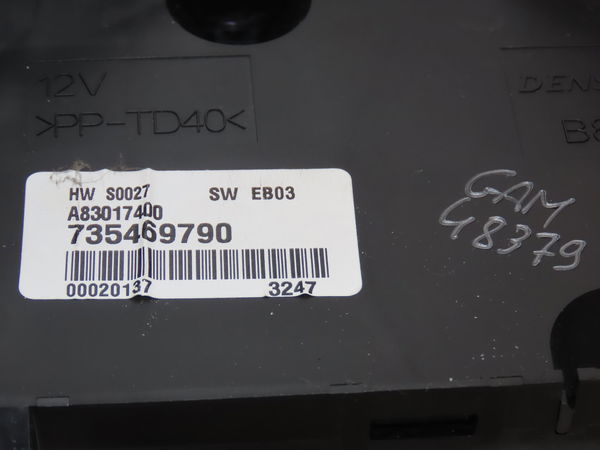 12V
>PP-TD40<
DENS
B8
HW S0027 SW EB03
A83017400
735469790
00020137 3247
GAM
48379